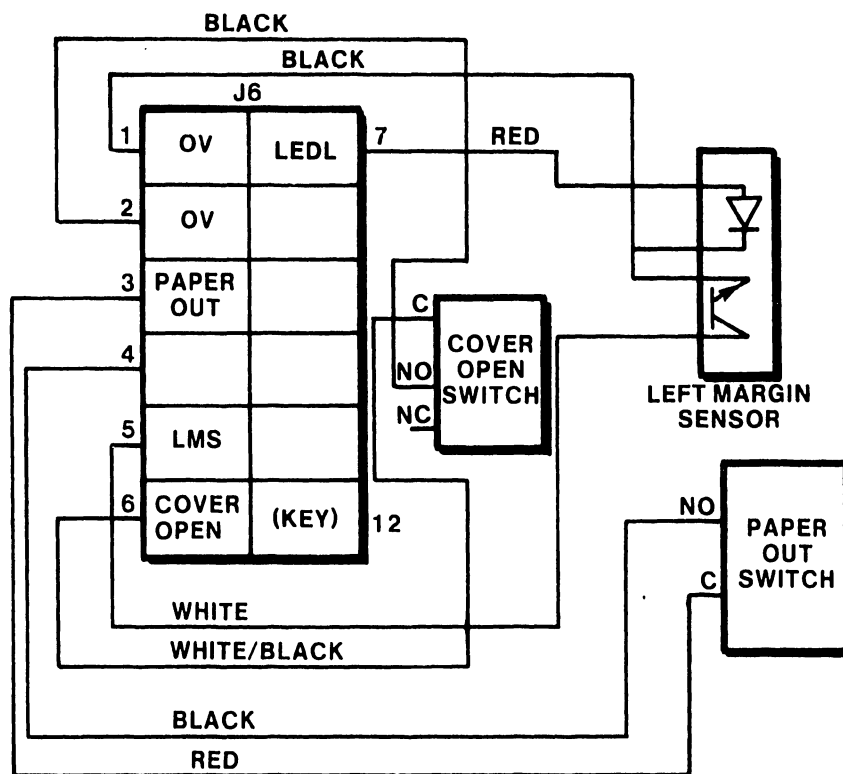 BLACK
BLACK
J6
1
OV
LEDL
7
RED
2
OV
3
PAPER
OUT
4
5
LMS
6
COVER
OPEN
(KEY)
12
C
NO
NC
COVER
OPEN
SWITCH
LEFT MARGIN
SENSOR
NO
C
PAPER
OUT
SWITCH
WHITE
WHITE/BLACK
BLACK
RED